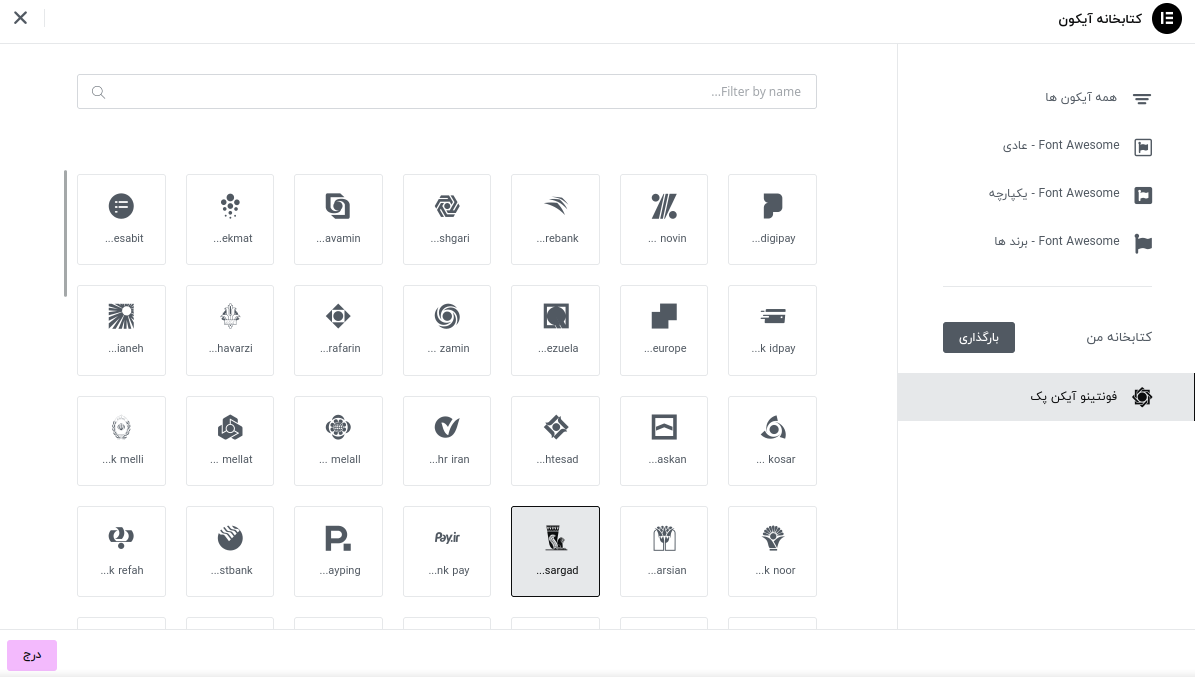 کتابخانه آیکون
همه آیکون ها
Font Awesome - عادی
Font Awesome - یکپارچه
Font Awesome - برند ها
کتابخانه من
بارگذاری
فونتینو آیکن پک
Filter by name...
...digipay
... novin
...rebank
...shgari
...avamin
...ekmat
...esabit
...k idpay
...europe
...ezuela
... zamin
...rafarin
...havarzi
...ianeh
... kosar
...askan
...htesad
...hr iran
... melall
... mellat
...k melli
...k noor
...arsian
...sargad
...nk pay
Pay.ir
...ayping
...stbank
...k refah
درج